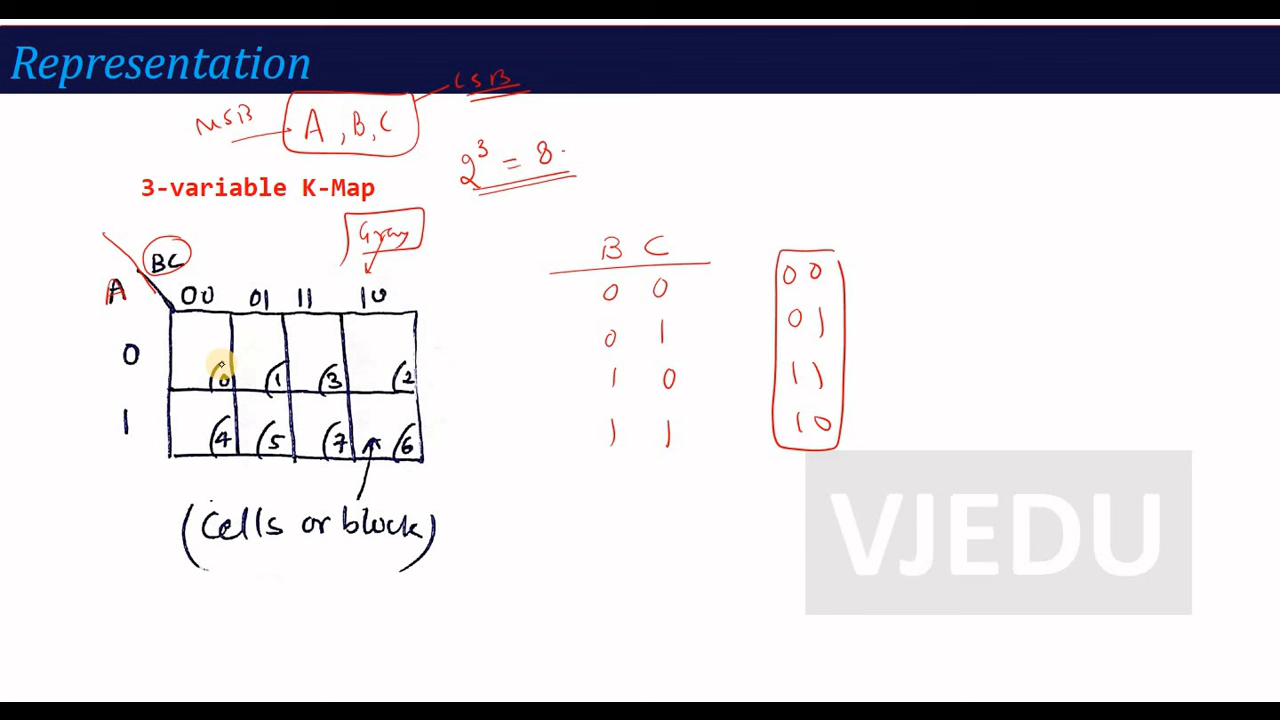 Representation
LSB
MSB
A, B, C
2³ = 8.
3-variable K-Map
Gray
BC
A
00 01 11 10
0
0 1 3 2
1
4 5 7 6
(Cells or block)
B C
0 0
0 1
1 0
1 1
00
01
11
10
VJEDU